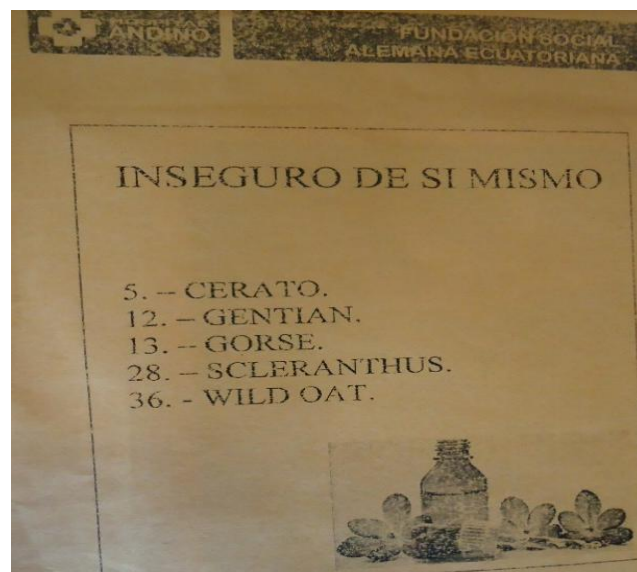 HOSPITAL
ANDINO
FUNDACIÓN SOCIAL
ALEMANA ECUATORIANA
INSEGURO DE SI MISMO
5. -- CERATO.
12. – GENTIAN.
13. -- GORSE.
28. – SCLERANTHUS.
36. - WILD OAT.